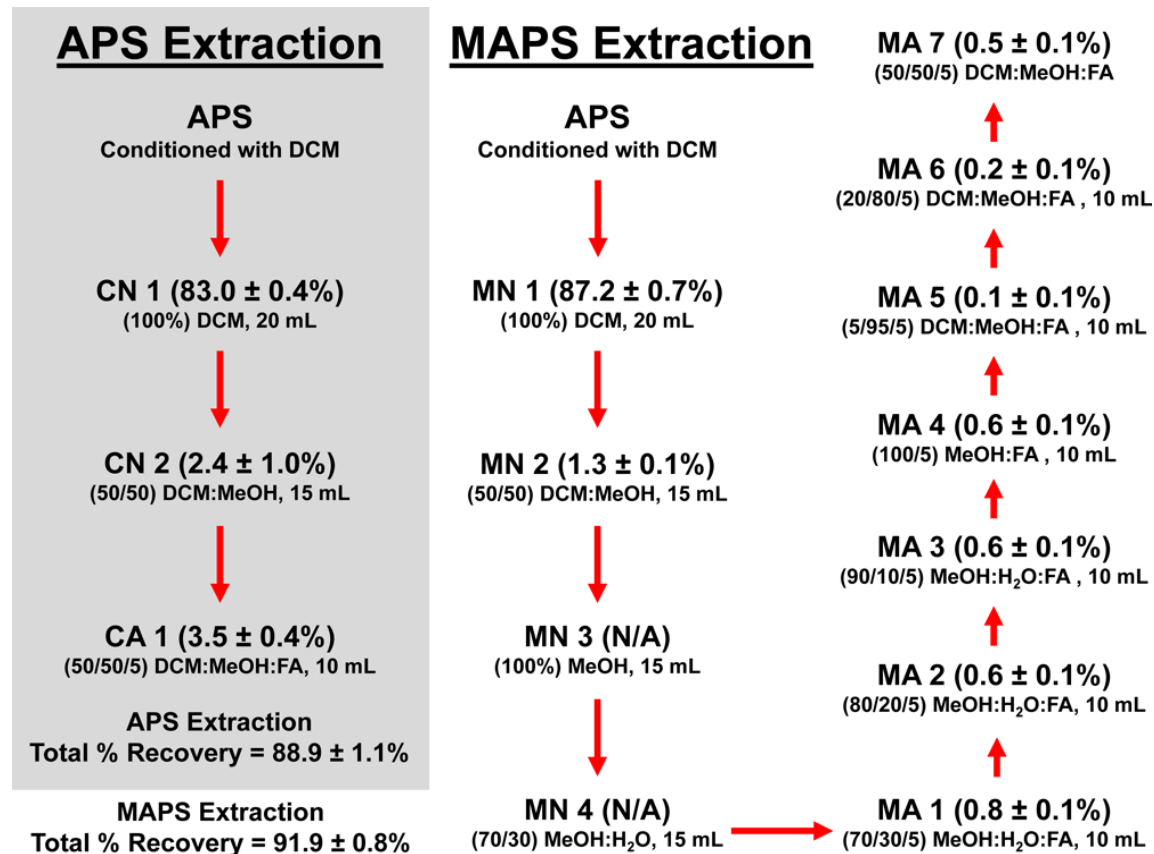 APS Extraction
APS
Conditioned with DCM
CN 1 (83.0 ± 0.4%)
(100%) DCM, 20 mL
CN 2 (2.4 ± 1.0%)
(50/50) DCM:MeOH, 15 mL
CA 1 (3.5 ± 0.4%)
(50/50/5) DCM:MeOH:FA, 10 mL
APS Extraction
Total % Recovery = 88.9 ± 1.1%
MAPS Extraction
Total % Recovery = 91.9 ± 0.8%
MAPS Extraction
APS
Conditioned with DCM
MN 1 (87.2 ± 0.7%)
(100%) DCM, 20 mL
MN 2 (1.3 ± 0.1%)
(50/50) DCM:MeOH, 15 mL
MN 3 (N/A)
(100%) MeOH, 15 mL
MN 4 (N/A)
(70/30) MeOH:H₂O, 15 mL
MA 7 (0.5 ± 0.1%)
(50/50/5) DCM:MeOH:FA
MA 6 (0.2 ± 0.1%)
(20/80/5) DCM:MeOH:FA , 10 mL
MA 5 (0.1 ± 0.1%)
(5/95/5) DCM:MeOH:FA , 10 mL
MA 4 (0.6 ± 0.1%)
(100/5) MeOH:FA , 10 mL
MA 3 (0.6 ± 0.1%)
(90/10/5) MeOH:H₂O:FA , 10 mL
MA 2 (0.6 ± 0.1%)
(80/20/5) MeOH:H₂O:FA, 10 mL
MA 1 (0.8 ± 0.1%)
(70/30/5) MeOH:H₂O:FA, 10 mL